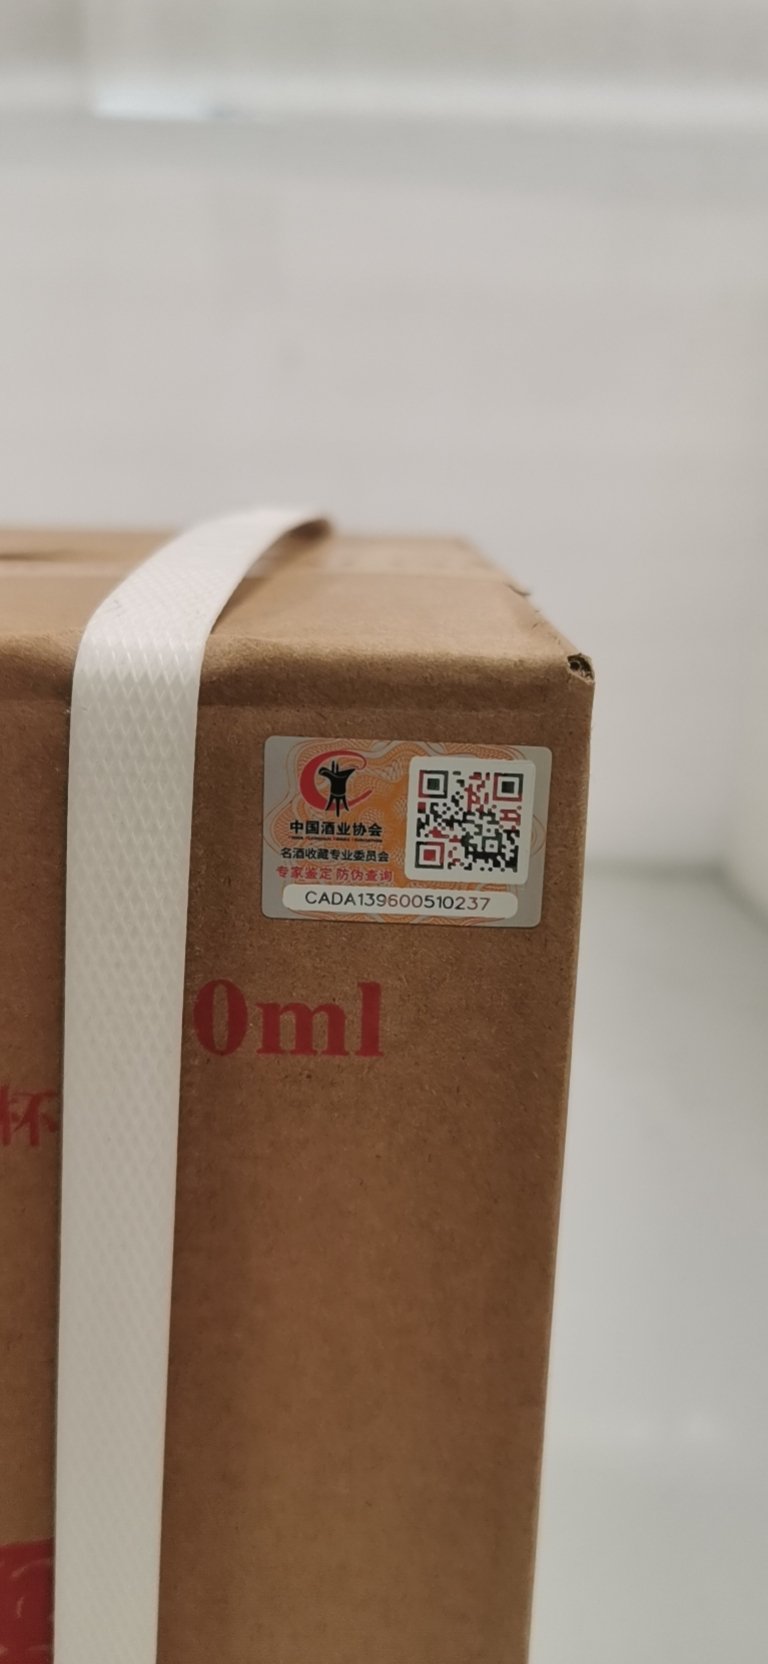 中国酒业协会
名酒收藏专业委员会
专家鉴定 防伪查询
CADA139600510237
0ml
杯